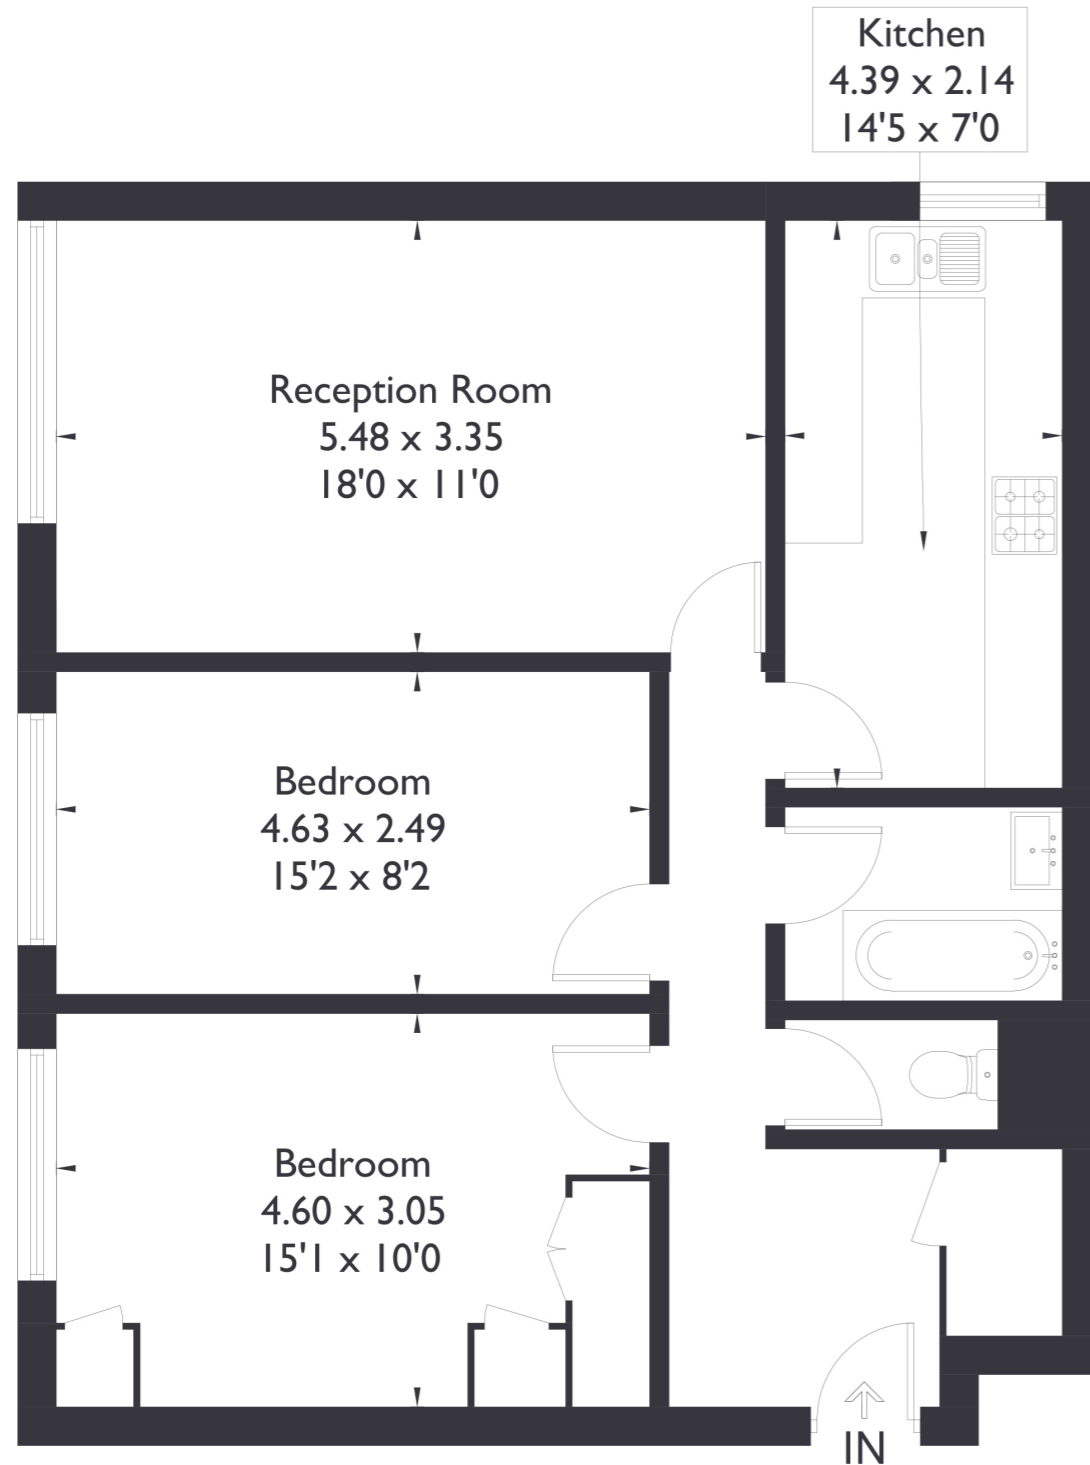 Kitchen
4.39 x 2.14
14'5 x 7'0
Reception Room
5.48 x 3.35
18'0 x 11'0
Bedroom
4.63 x 2.49
15'2 x 8'2
Bedroom
4.60 x 3.05
15'1 x 10'0
IN